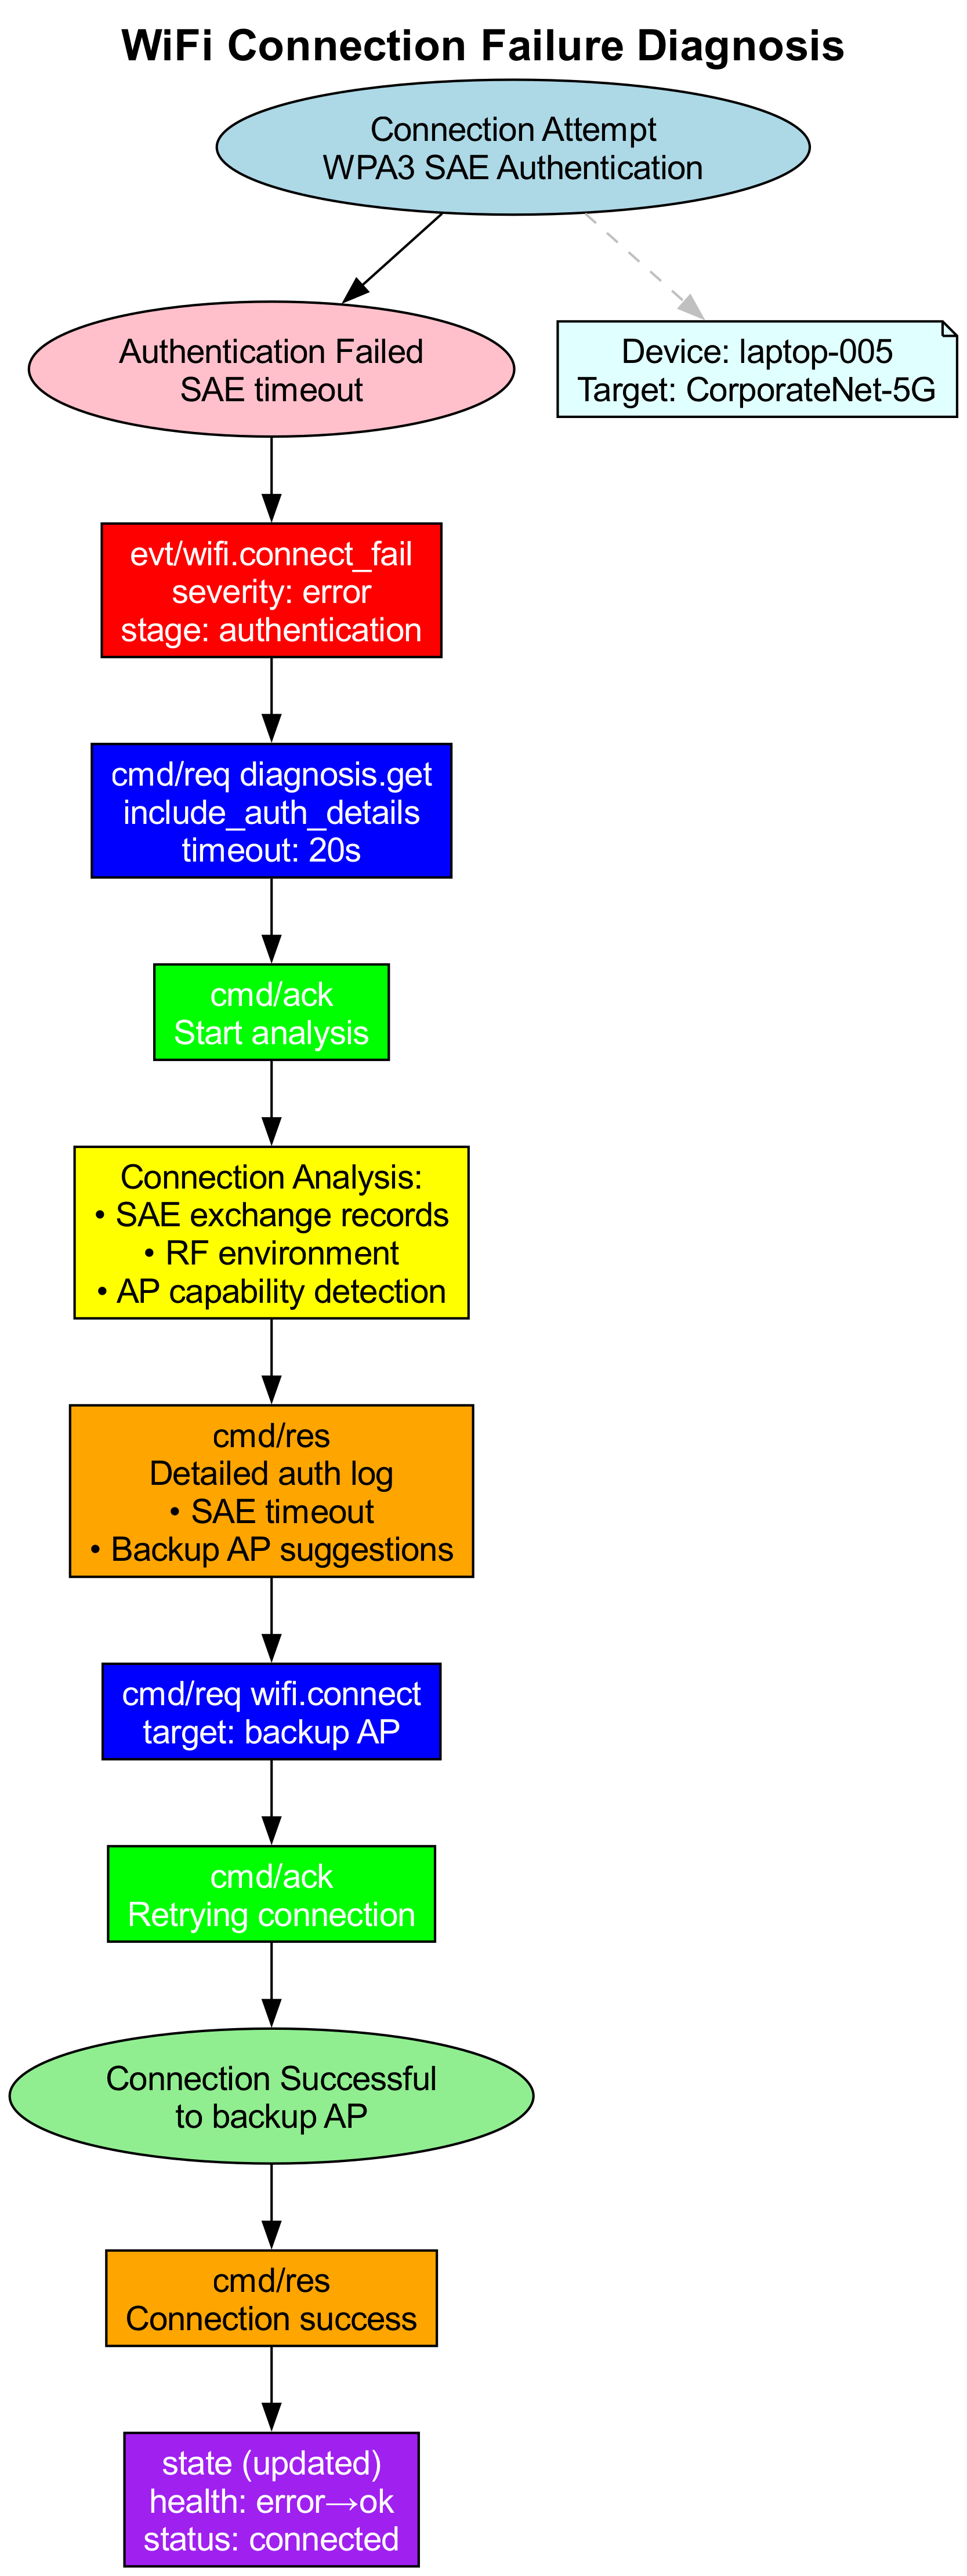 WiFi Connection Failure Diagnosis
Connection Attempt
WPA3 SAE Authentication
Authentication Failed
SAE timeout
Device: laptop-005
Target: CorporateNet-5G
evt/wifi.connect_fail
severity: error
stage: authentication
cmd/req diagnosis.get
include_auth_details
timeout: 20s
cmd/ack
Start analysis
Connection Analysis:
• SAE exchange records
• RF environment
• AP capability detection
cmd/res
Detailed auth log
• SAE timeout
• Backup AP suggestions
cmd/req wifi.connect
target: backup AP
cmd/ack
Retrying connection
Connection Successful
to backup AP
cmd/res
Connection success
state (updated)
health: error→ok
status: connected